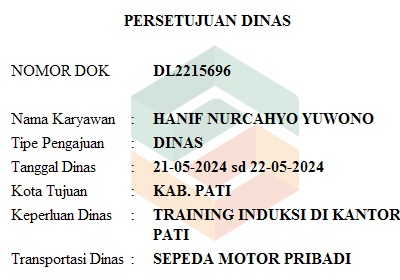 PERSETUJUAN DINAS
NOMOR DOK DL2215696
Nama Karyawan : HANIF NURCAHYO YUWONO
Tipe Pengajuan : DINAS
Tanggal Dinas : 21-05-2024 sd 22-05-2024
Kota Tujuan : KAB. PATI
Keperluan Dinas : TRAINING INDUKSI DI KANTOR
PATI
Transportasi Dinas : SEPEDA MOTOR PRIBADI